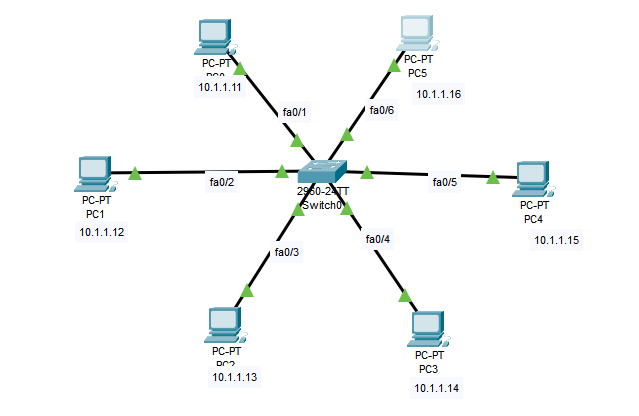 PC-PT
PC0
10.1.1.11
fa0/1
PC-PT
PC5
10.1.1.16
fa0/6
PC-PT
PC1
10.1.1.12
fa0/2
2960-24TT
Switch0
fa0/5
PC-PT
PC4
10.1.1.15
fa0/3
fa0/4
PC-PT
PC2
10.1.1.13
PC-PT
PC3
10.1.1.14